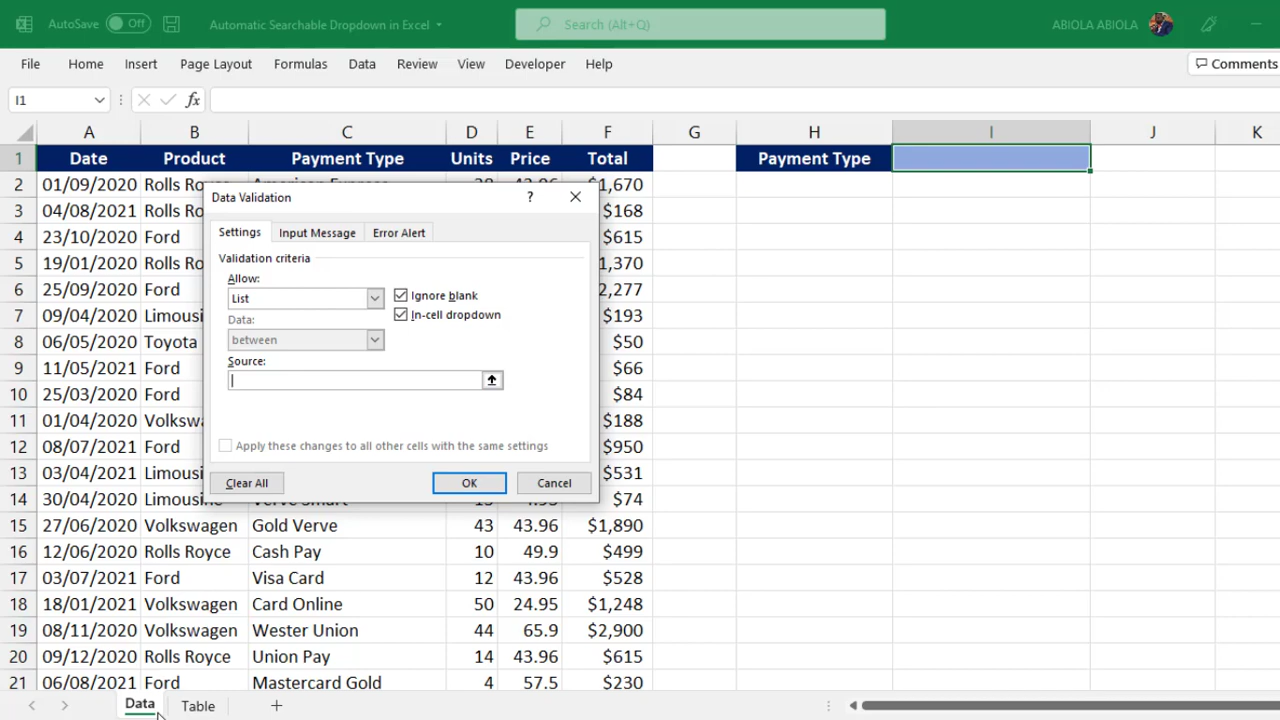 AutoSave Off Automatic Searchable Dropdown in Excel Search (Alt+Q) ABIOLA ABIOLA
File Home Insert Page Layout Formulas Data Review View Developer Help Comments
I1 fx
A B C D E F G H I J K
1 Date Product Payment Type Units Price Total Payment Type
2 01/09/2020 Rolls $1,670
3 04/08/2021 Rolls Ro $168
4 23/10/2020 Ford $615
5 19/01/2020 Rolls Ro 1,370
6 25/09/2020 Ford 2,277
7 09/04/2020 Limousi $193
8 06/05/2021 Toyota $50
9 11/05/2021 Ford $66
10 25/03/2020 Ford $84
11 01/04/2020 Volksw $188
12 08/07/2021 Ford $950
13 03/04/2021 Limousi $531
14 30/04/2020 Limousine $74
15 27/06/2020 Volkswagen Gold Verve 43 43.96 $1,890
16 12/06/2020 Rolls Royce Cash Pay 10 49.9 $499
17 03/07/2021 Ford Visa Card 12 43.96 $528
18 18/01/2021 Volkswagen Card Online 50 24.95 $1,248
19 08/11/2020 Volkswagen Wester Union 44 65.9 $2,900
20 09/12/2020 Rolls Royce Union Pay 14 43.96 $615
21 06/08/2021 Ford Mastercard Gold 4 57.5 $230
Data Validation ?
Settings Input Message Error Alert
Validation criteria
Allow:
List Ignore blank
In-cell dropdown
Data:
between
Source:
Apply these changes to all other cells with the same settings
Clear All OK Cancel
Data Table